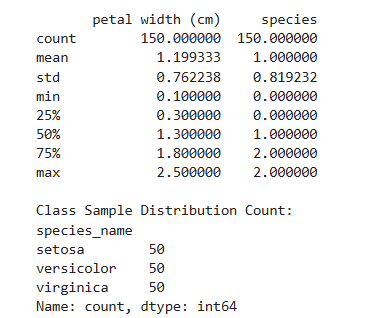 petal width (cm) species
count 150.000000 150.000000
mean 1.199333 1.000000
std 0.762238 0.819232
min 0.100000 0.000000
25% 0.300000 0.000000
50% 1.300000 1.000000
75% 1.800000 2.000000
max 2.500000 2.000000
Class Sample Distribution Count:
species_name
setosa 50
versicolor 50
virginica 50
Name: count, dtype: int64